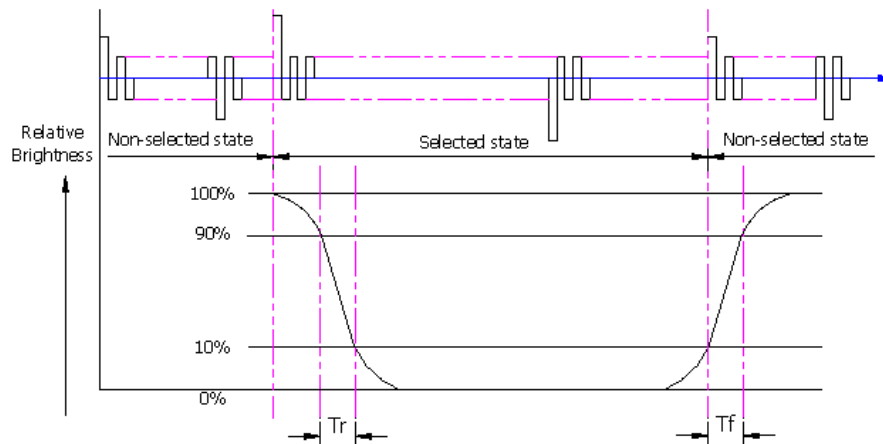 Relative
Brightness
Non-selected state
Selected state
Non-selected state
100%
90%
10%
0%
Tr
Tf